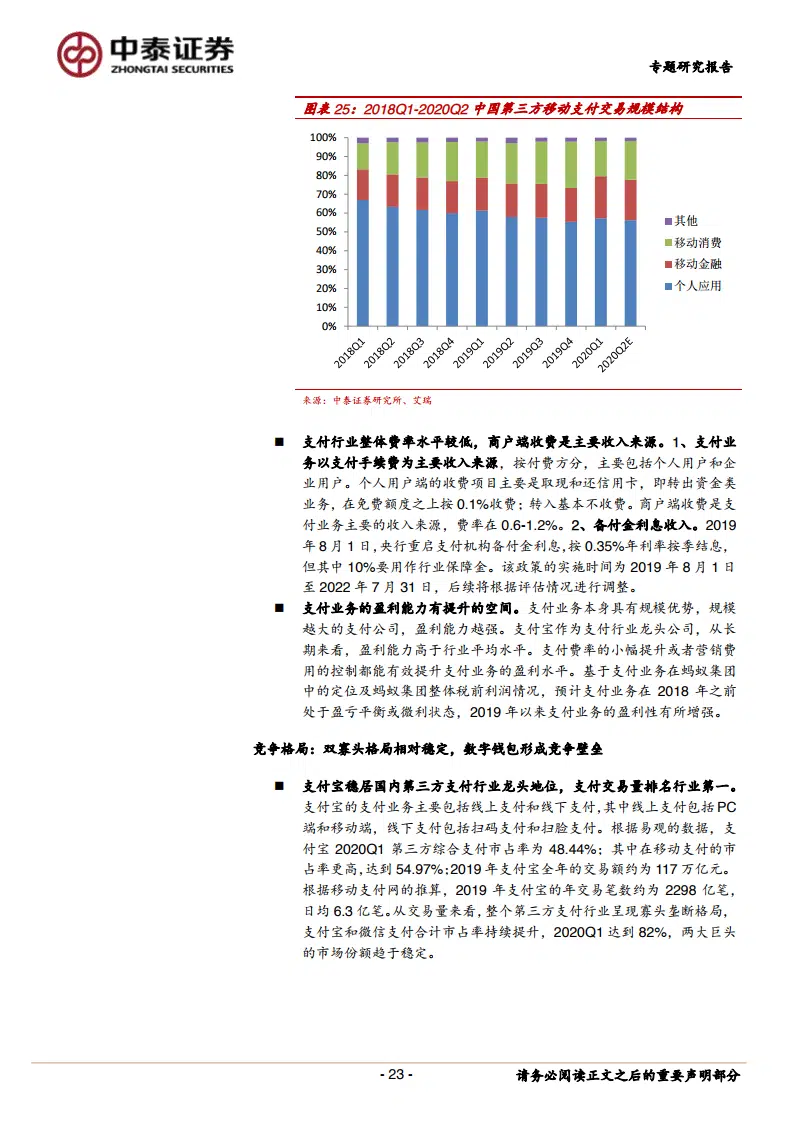 中泰证券
ZHONGTAI SECURITIES
专题研究报告
图表 25：2018Q1-2020Q2 中国第三方移动支付交易规模结构
100%
90%
80%
70%
60%
50%
40%
30%
20%
10%
0%
2018Q1
2018Q2
2018Q3
2018Q4
2019Q1
2019Q2
2019Q3
2019Q4
2020Q1
2020Q2E
其他
移动消费
移动金融
个人应用
来源：中泰证券研究所、艾瑞
■ 支付行业整体费率水平较低，商户端收费是主要收入来源。1、支付业
务以支付手续费为主要收入来源，按付费方分，主要包括个人用户和企
业用户。个人用户端的收费项目主要是取现和还信用卡，即转出资金类
业务，在免费额度之上按 0.1%收费；转入基本不收费。商户端收费是支
付业务主要的收入来源，费率在 0.6-1.2%。2、备付金利息收入。2019
年 8 月 1 日，央行重启支付机构备付金利息，按 0.35%年利率按季结息，
但其中 10%要用作行业保障金。该政策的实施时间为 2019 年 8 月 1 日
至 2022 年 7 月 31 日，后续将根据评估情况进行调整。
■ 支付业务的盈利能力有提升的空间。支付业务本身具有规模优势，规模
越大的支付公司，盈利能力越强。支付宝作为支付行业龙头公司，从长
期来看，盈利能力高于行业平均水平。支付费率的小幅提升或者营销费
用的控制都能有效提升支付业务的盈利水平。基于支付业务在蚂蚁集团
中的定位及蚂蚁集团整体税前利润情况，预计支付业务在 2018 年之前
处于盈亏平衡或微利状态，2019 年以来支付业务的盈利性有所增强。
竞争格局：双寡头格局相对稳定，数字钱包形成竞争壁垒
■ 支付宝稳居国内第三方支付行业龙头地位，支付交易量排名行业第一。
支付宝的支付业务主要包括线上支付和线下支付，其中线上支付包括 PC
端和移动端，线下支付包括扫码支付和扫脸支付。根据易观的数据，支
付宝 2020Q1 第三方综合支付市占率为 48.44%；其中在移动支付的市
占率更高，达到 54.97%；2019 年支付宝全年的交易额约为 117 万亿元。
根据移动支付网的推算，2019 年支付宝的年交易笔数约为 2298 亿笔，
日均 6.3 亿笔。从交易量来看，整个第三方支付行业呈现寡头垄断格局，
支付宝和微信支付合计市占率持续提升，2020Q1 达到 82%，两大巨头
的市场份额趋于稳定。
- 23 -
请务必阅读正文之后的重要声明部分